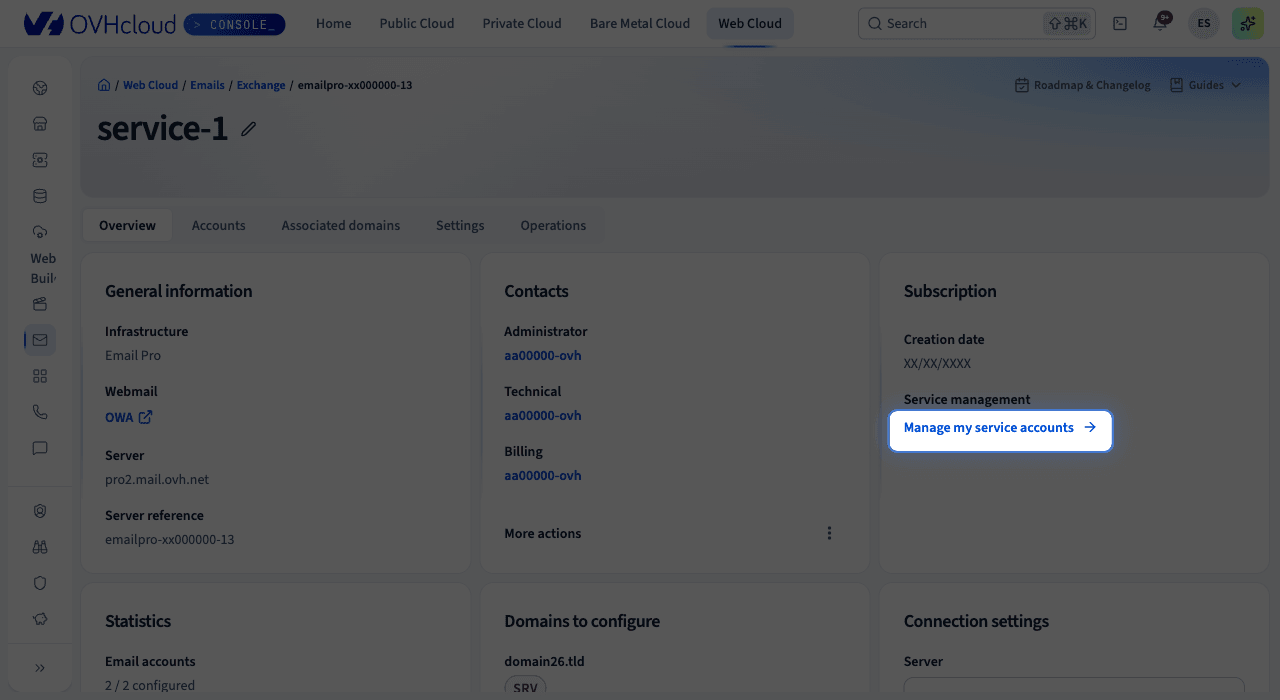 OVHcloud > CONSOLE_
Home Public Cloud Private Cloud Bare Metal Cloud Web Cloud
Search ⇧⌘K
9+
ES
/ Web Cloud / Emails / Exchange / emailpro-xx000000-13
Roadmap & Changelog Guides
service-1
Overview Accounts Associated domains Settings Operations
Web
Buil
General information
Infrastructure
Email Pro
Webmail
OWA
Server
pro2.mail.ovh.net
Server reference
emailpro-xx000000-13
Contacts
Administrator
aa00000-ovh
Technical
aa00000-ovh
Billing
aa00000-ovh
More actions
Subscription
Creation date
XX/XX/XXXX
Service management
Manage my service accounts →
Statistics
Email accounts
2 / 2 configured
Domains to configure
domain26.tld
SRV
Connection settings
Server